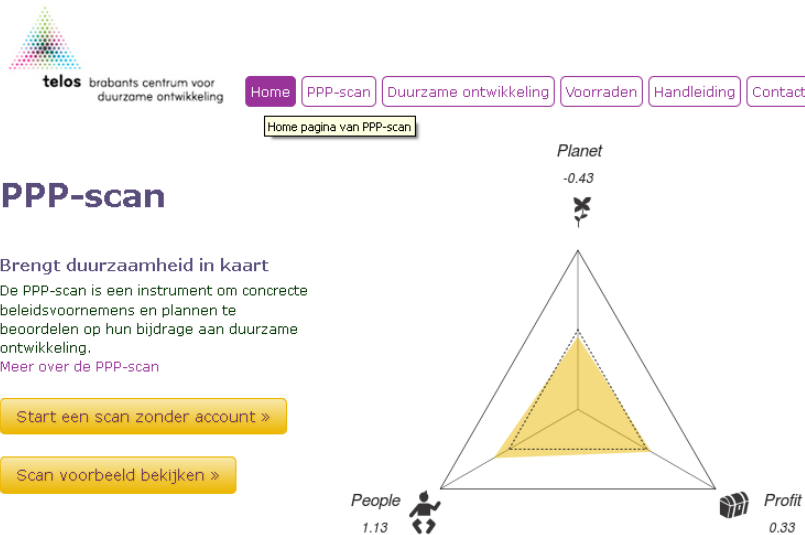 telos brabants centrum voor
duurzame ontwikkeling
Home PPP-scan Duurzame ontwikkeling Voorraden Handleiding Contact
Home pagina van PPP-scan
PPP-scan
Brengt duurzaamheid in kaart
De PPP-scan is een instrument om concrecte
beleidsvoornemens en plannen te
beoordelen op hun bijdrage aan duurzame
ontwikkeling.
Meer over de PPP-scan
Start een scan zonder account »
Scan voorbeeld bekijken »
Planet
-0.43
People
1.13
Profit
0.33